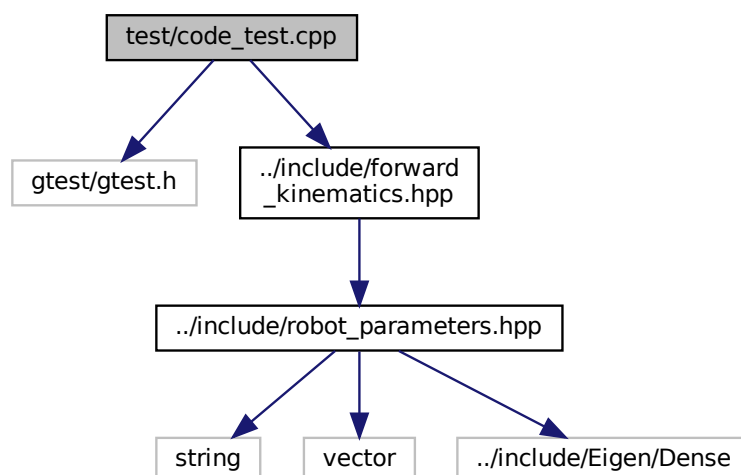 test/code_test.cpp
gtest/gtest.h
../include/forward
_kinematics.hpp
../include/robot_parameters.hpp
string
vector
../include/Eigen/Dense